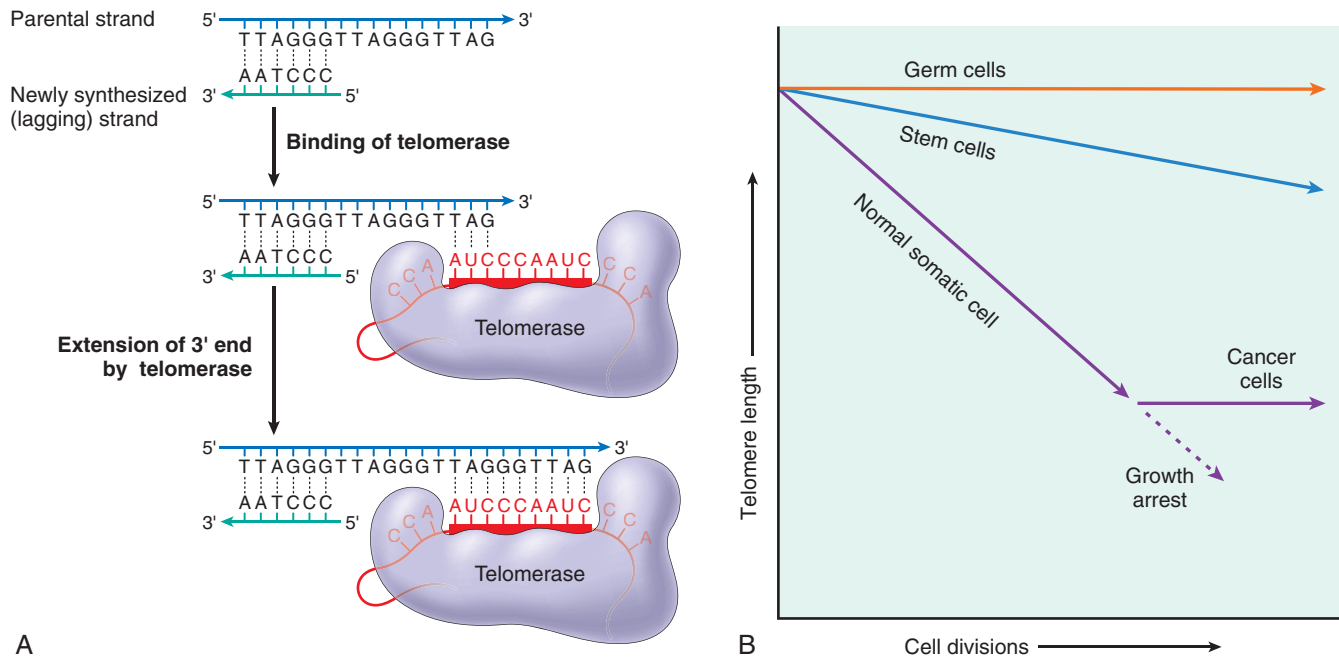 Parental strand
5' 3'
TTAGGGTTAGGGTTAG
AATCCC
Newly synthesized
(lagging) strand
3' 5'
Binding of telomerase
5' 3'
TTAGGGTTAGGGTTAG
AATCCC
3' 5'
CCA AUCCCAAUC CCA
Telomerase
Extension of 3' end
by telomerase
5' 3'
TTAGGGTTAGGGTTAGGGTTAG
AATCCC
3' 5'
CCA AUCCCAAUC CCA
Telomerase
A
Telomere length
Germ cells
Stem cells
Normal somatic cell
Cancer
cells
Growth
arrest
B
Cell divisions